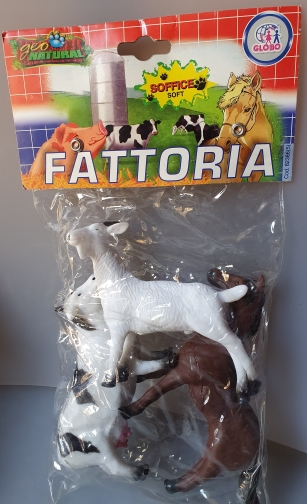 geo
NATURAL
GLOBO
SOFFICE
SOFT
FATTORIA